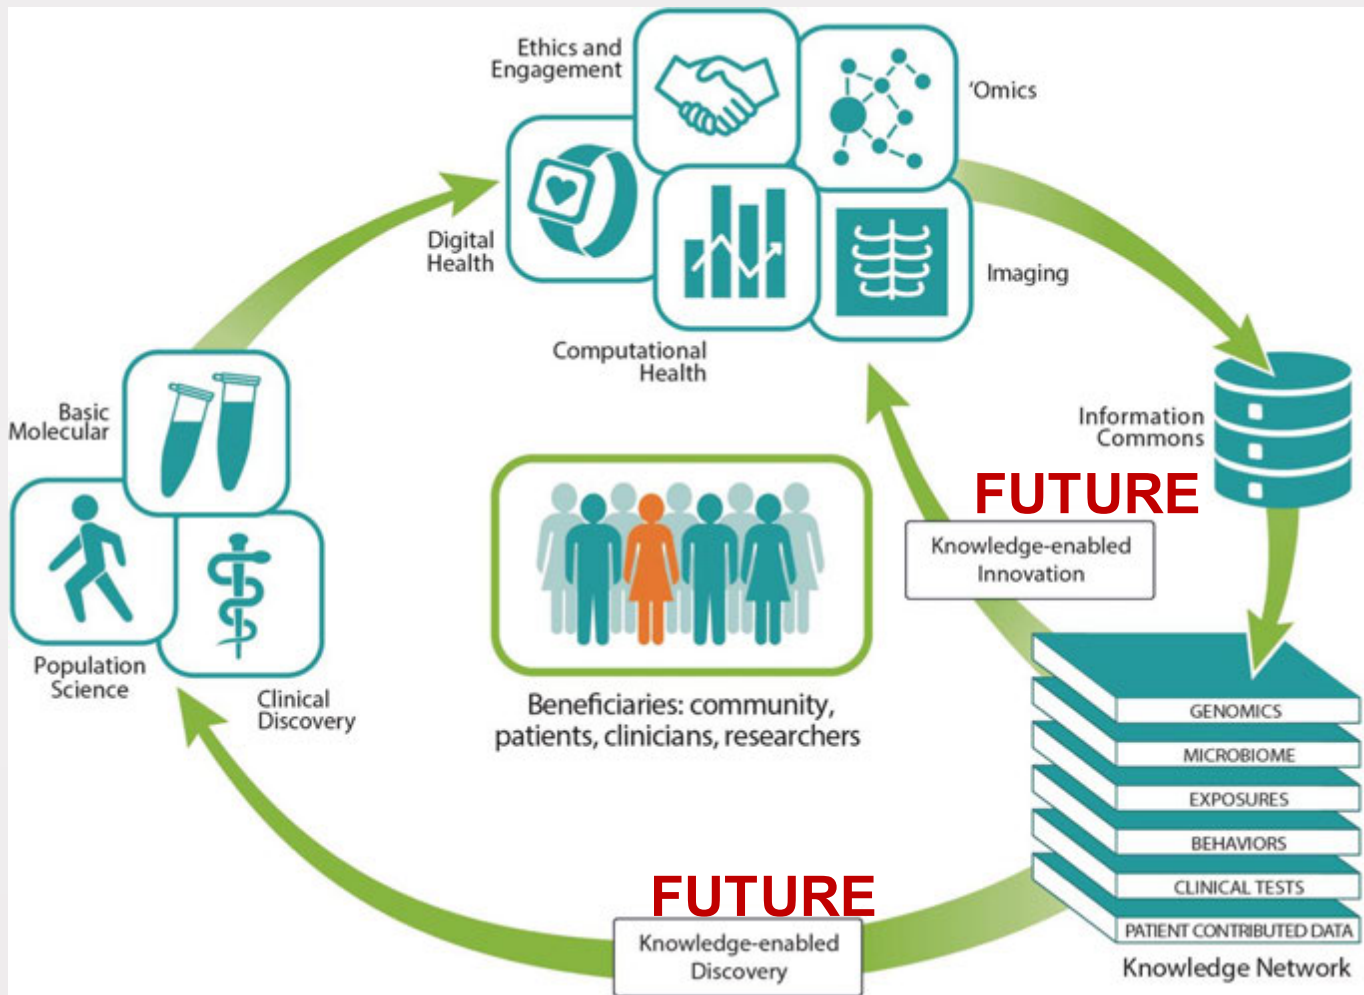 Ethics and
Engagement
'Omics
Digital
Health
Imaging
Computational
Health
Basic
Molecular
Information
Commons
FUTURE
Knowledge-enabled
Innovation
Population
Science
Clinical
Discovery
Beneficiaries: community,
patients, clinicians, researchers
GENOMICS
MICROBIOME
EXPOSURES
BEHAVIORS
CLINICAL TESTS
PATIENT CONTRIBUTED DATA
Knowledge Network
FUTURE
Knowledge-enabled
Discovery